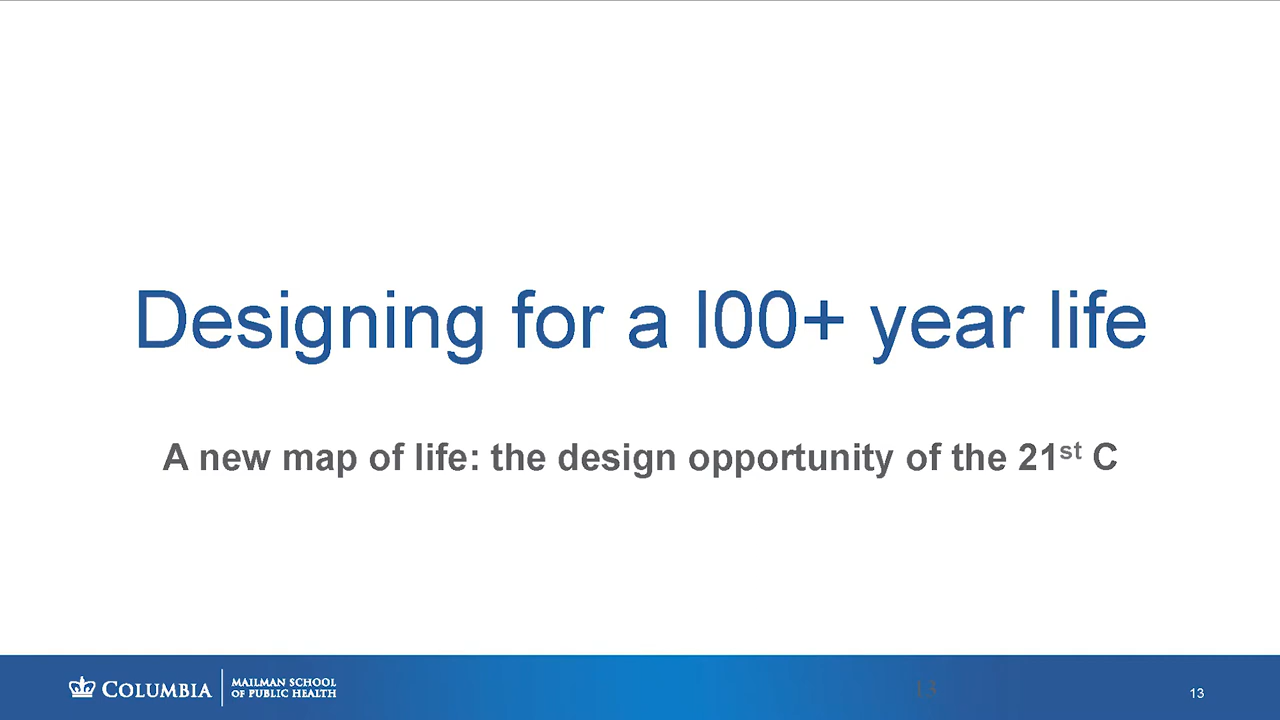 Designing for a l00+ year life
A new map of life: the design opportunity of the 21st C
COLUMBIA
MAILMAN SCHOOL
OF PUBLIC HEALTH
13
13